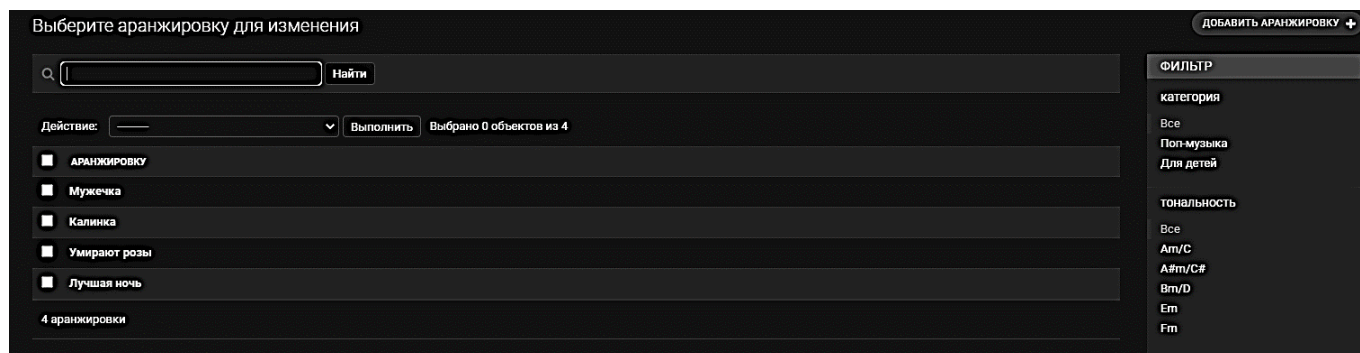 Выберите аранжировку для изменения
ДОБАВИТЬ АРАНЖИРОВКУ +
Найти
Действие: ——— Выполнить Выбрано 0 объектов из 4
АРАНЖИРОВКУ
Мужечка
Калинка
Умирают розы
Лучшая ночь
4 аранжировки
ФИЛЬТР
категория
Все
Поп-музыка
Для детей
тональность
Все
Am/C
A#m/C#
Bm/D
Em
Fm